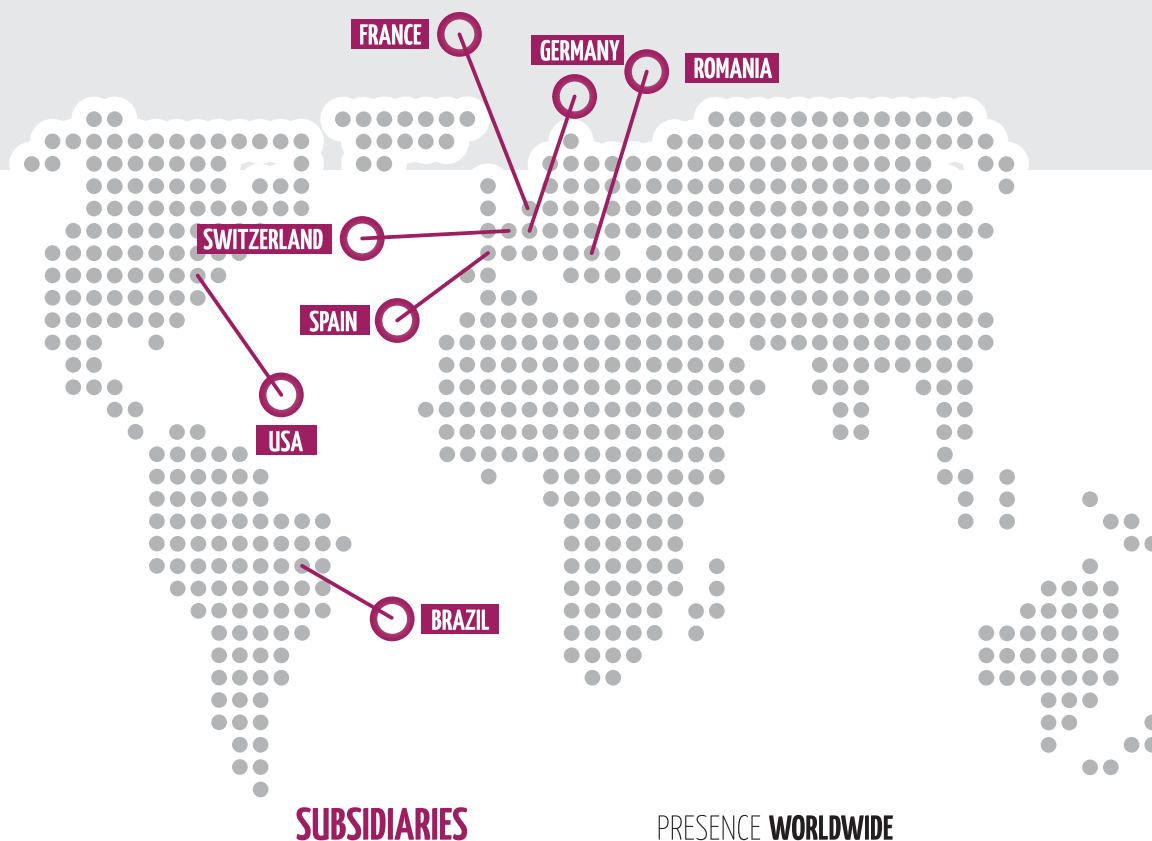 FRANCE
GERMANY
ROMANIA
SWITZERLAND
SPAIN
USA
BRAZIL
SUBSIDIARIES
PRESENCE WORLDWIDE